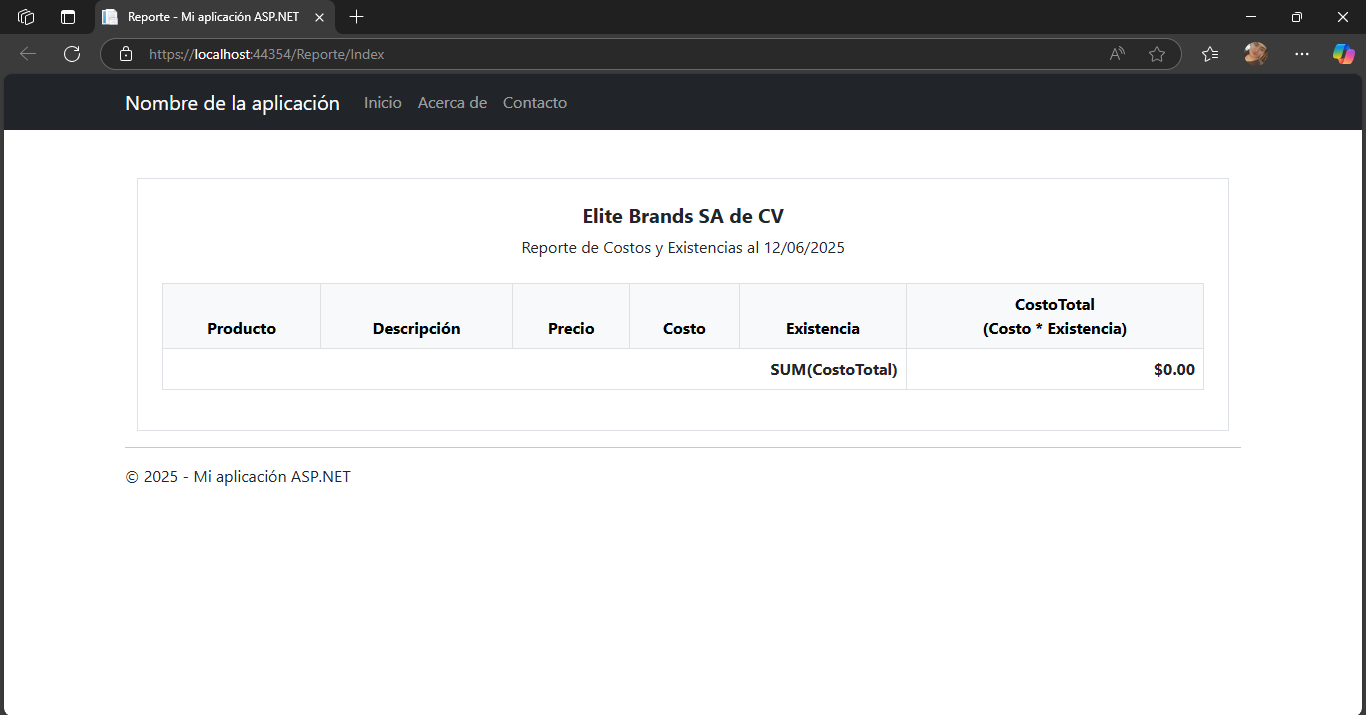 Reporte - Mi aplicación ASP.NET
https://localhost:44354/Reporte/Index
Nombre de la aplicación Inicio Acerca de Contacto
Elite Brands SA de CV
Reporte de Costos y Existencias al 12/06/2025
CostoTotal
Producto Descripción Precio Costo Existencia (Costo * Existencia)
SUM(CostoTotal) $0.00
© 2025 - Mi aplicación ASP.NET